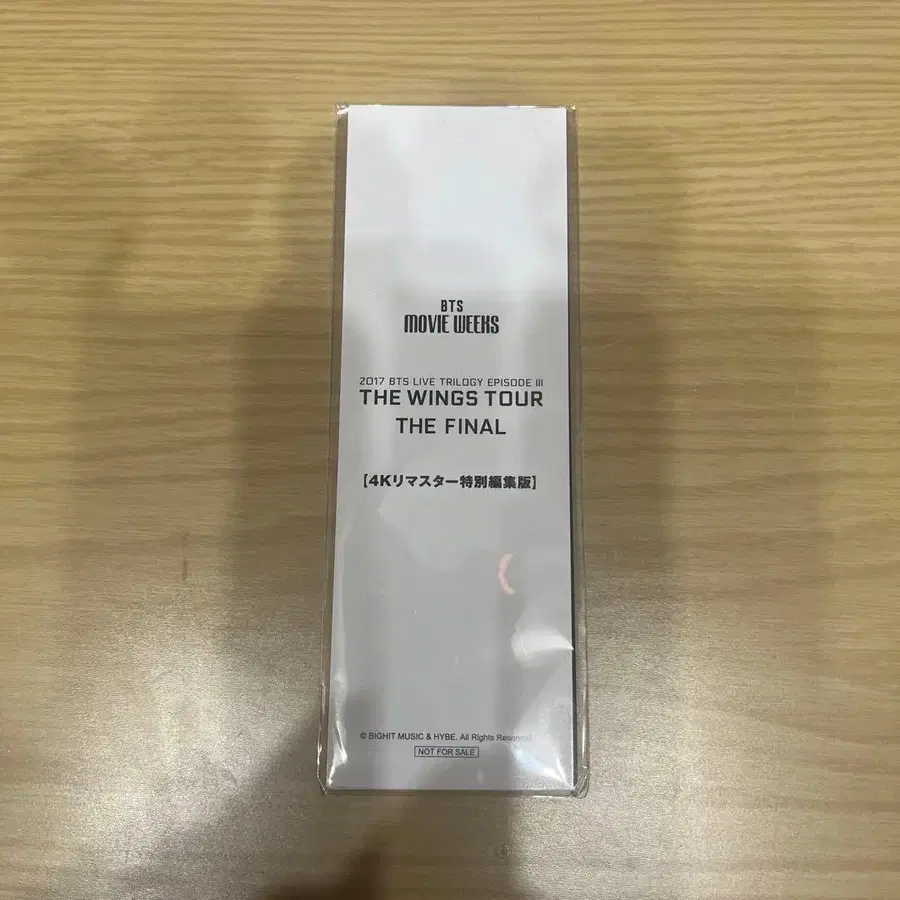 BTS
MOVIE WEEKS
2017 BTS LIVE TRILOGY EPISODE III
THE WINGS TOUR
THE FINAL
【4Kリマスター特別編集版】
© BIGHIT MUSIC & HYBE. All Rights Reserved.
NOT FOR SALE